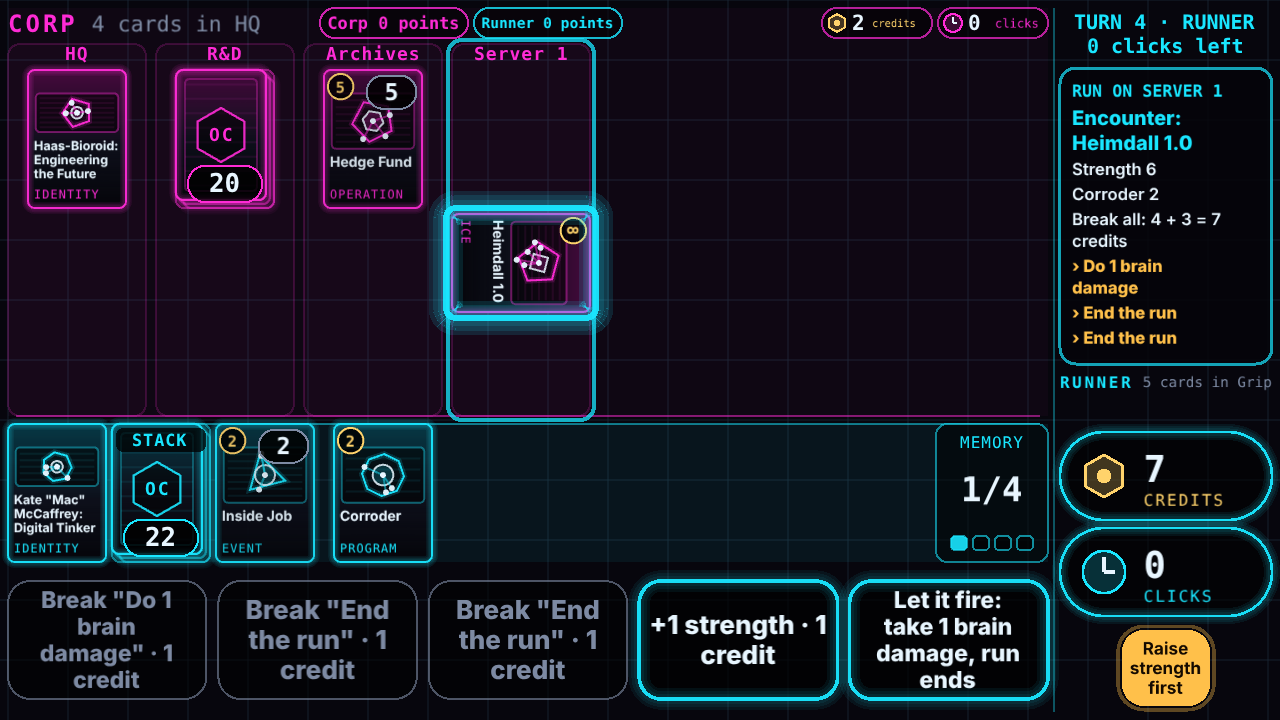 CORP 4 cards in HQ
Corp 0 points
Runner 0 points
2 credits
0 clicks
TURN 4 · RUNNER
0 clicks left
HQ
R&D
Archives
Server 1
Haas-Bioroid:
Engineering
the Future
IDENTITY
OC
20
5
5
Hedge Fund
OPERATION
ICE
Heimdall 1.0
8
RUN ON SERVER 1
Encounter:
Heimdall 1.0
Strength 6
Corroder 2
Break all: 4 + 3 = 7
credits
› Do 1 brain
damage
› End the run
› End the run
RUNNER 5 cards in Grip
Kate "Mac"
McCaffrey:
Digital Tinker
IDENTITY
STACK
OC
22
2
2
Inside Job
EVENT
2
Corroder
PROGRAM
MEMORY
1/4
7
CREDITS
0
CLICKS
Break "Do 1
brain
damage" · 1
credit
Break "End
the run" · 1
credit
Break "End
the run" · 1
credit
+1 strength · 1
credit
Let it fire:
take 1 brain
damage, run
ends
Raise
strength
first